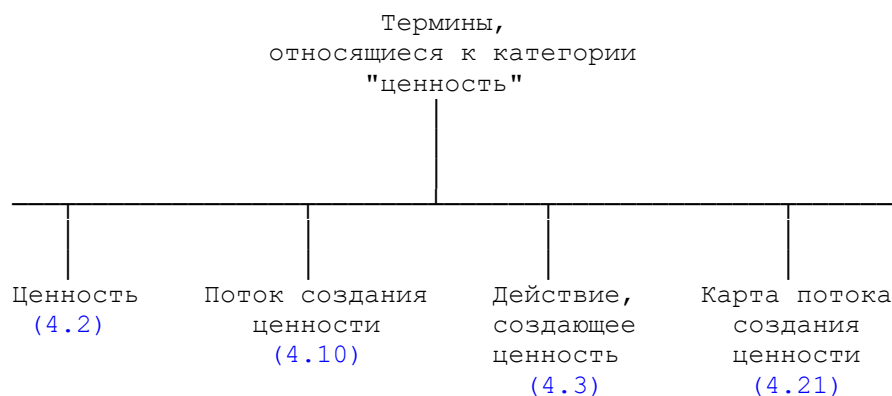 Термины,
относящиеся к категории
"ценность"
Ценность
(4.2)
Поток создания
ценности
(4.10)
Действие,
создающее
ценность
(4.3)
Карта потока
создания
ценности
(4.21)